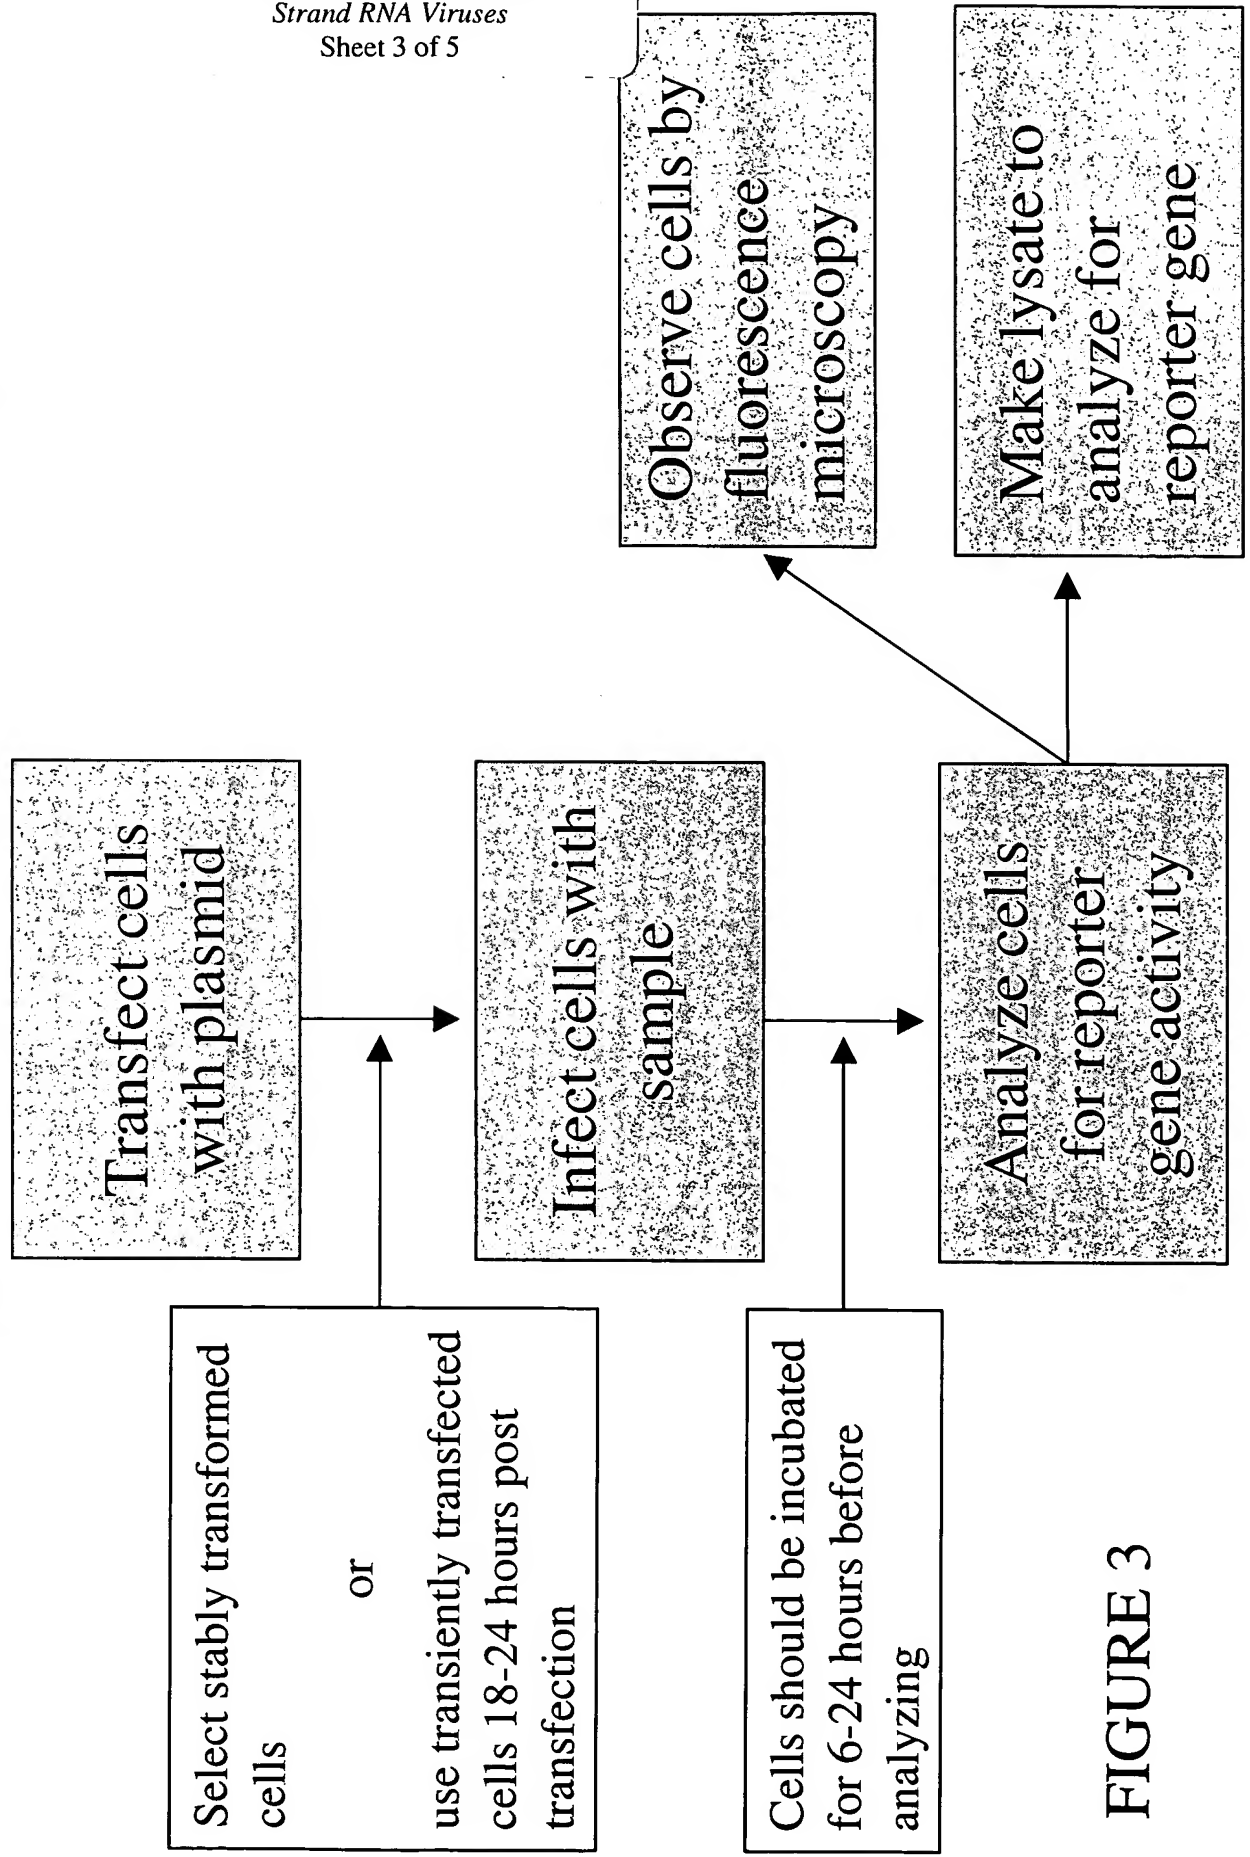 Strand RNA Viruses
Sheet 3 of 5
Transfect cells
with plasmid
Select stably transformed
cells
or
use transiently transfected
cells 18-24 hours post
transfection
Infect cells with
sample
Cells should be incubated
for 6-24 hours before
analyzing
Analyze cells
for reporter
gene activity
Observe cells by
fluorescence
microscopy
Make lysate to
analyze for
reporter gene
FIGURE 3